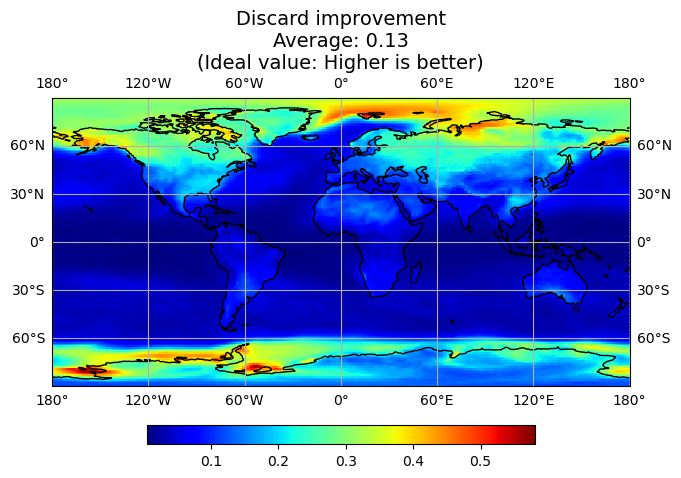 Discard improvement
Average: 0.13
(Ideal value: Higher is better)
180° 120°W 60°W 0° 60°E 120°E 180°
60°N 60°N
30°N 30°N
0° 0°
30°S 30°S
60°S 60°S
180° 120°W 60°W 0° 60°E 120°E 180°
0.1 0.2 0.3 0.4 0.5